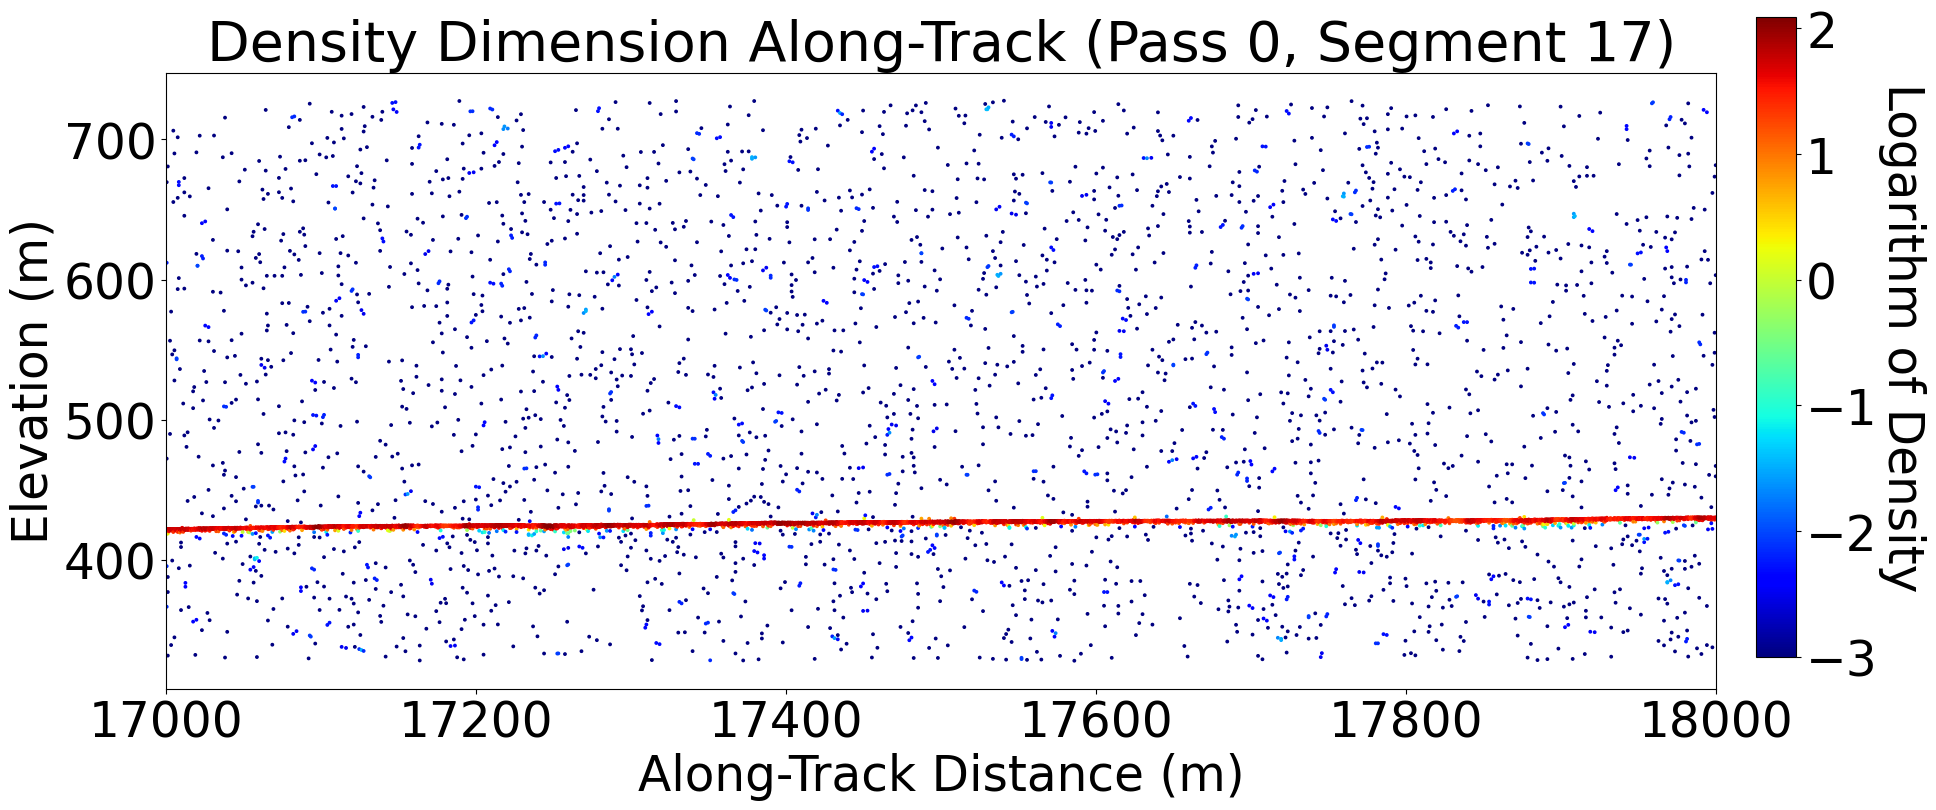 Density Dimension Along-Track (Pass 0, Segment 17)
Elevation (m)
700
600
500
400
17000 17200 17400 17600 17800 18000
Along-Track Distance (m)
2
1
0
−1
−2
−3
Logarithm of Density